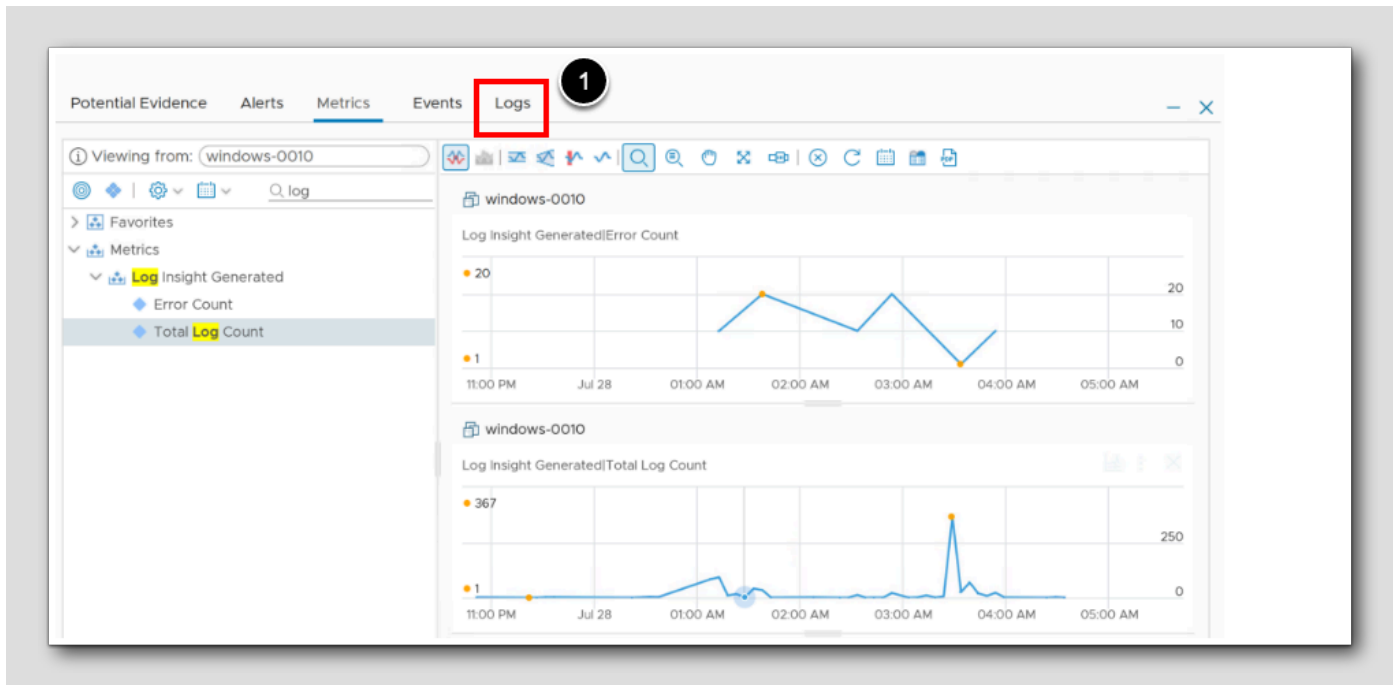 1
Potential Evidence Alerts Metrics Events Logs
Viewing from: windows-0010
log
Favorites
Metrics
Log Insight Generated
Error Count
Total Log Count
windows-0010
Log Insight Generated|Error Count
20
20
10
1
0
11:00 PM Jul 28 01:00 AM 02:00 AM 03:00 AM 04:00 AM 05:00 AM
windows-0010
Log Insight Generated|Total Log Count
367
250
1
0
11:00 PM Jul 28 01:00 AM 02:00 AM 03:00 AM 04:00 AM 05:00 AM